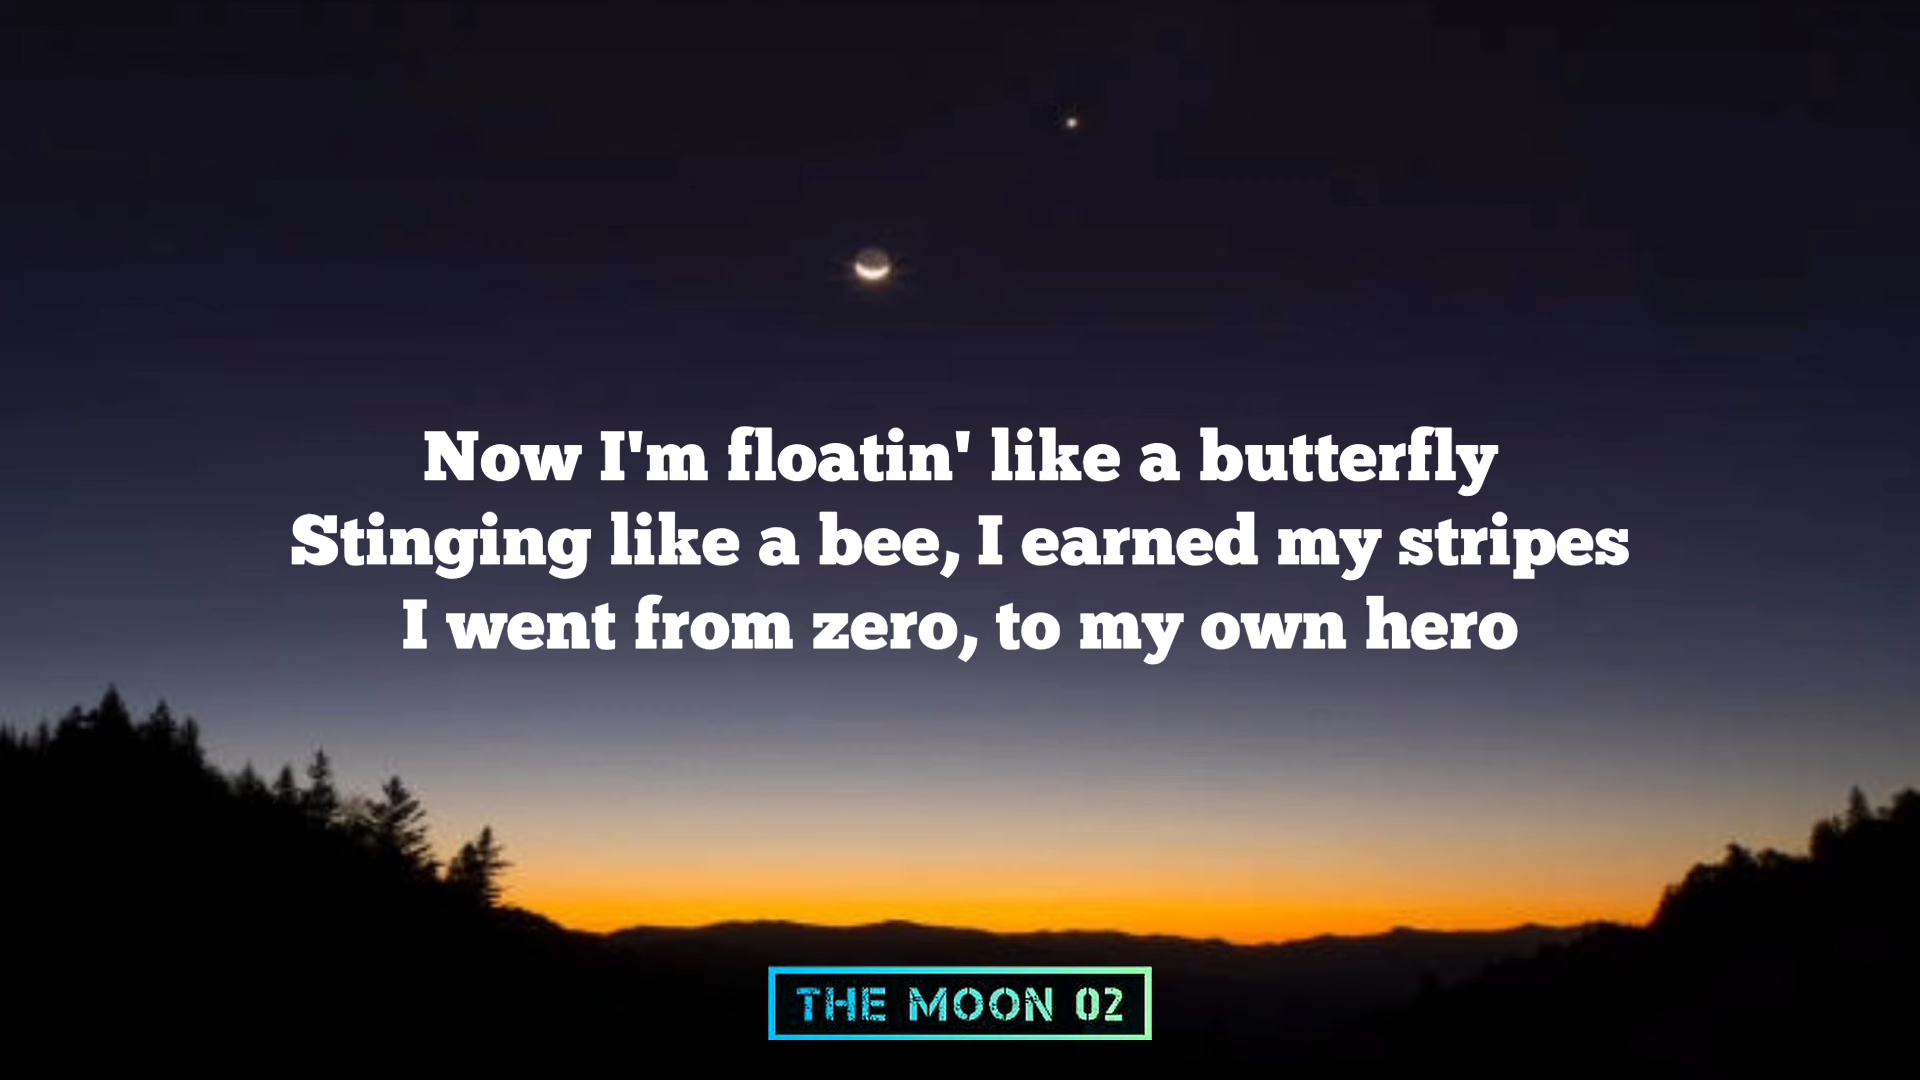 Now I'm floatin' like a butterfly
Stinging like a bee, I earned my stripes
I went from zero, to my own hero
THE MOON 02